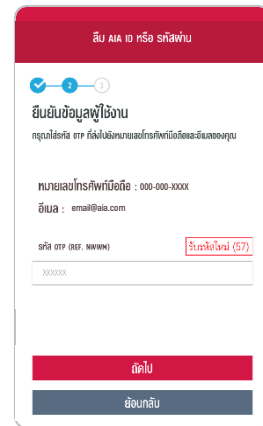 ลืม AIA ID หรือ รหัสผ่าน
2 3
ยืนยันข้อมูลผู้ใช้งาน
กรุณาใส่รหัส OTP ที่ส่งไปยังหมายเลขโทรศัพท์มือถือและอีเมลของคุณ
หมายเลขโทรศัพท์มือถือ : 000-000-XXXX
อีเมล : email@aia.com
รหัส OTP (REF. NWWN) รับรหัสใหม่ (57)
XXXXXX
ถัดไป
ย้อนกลับ